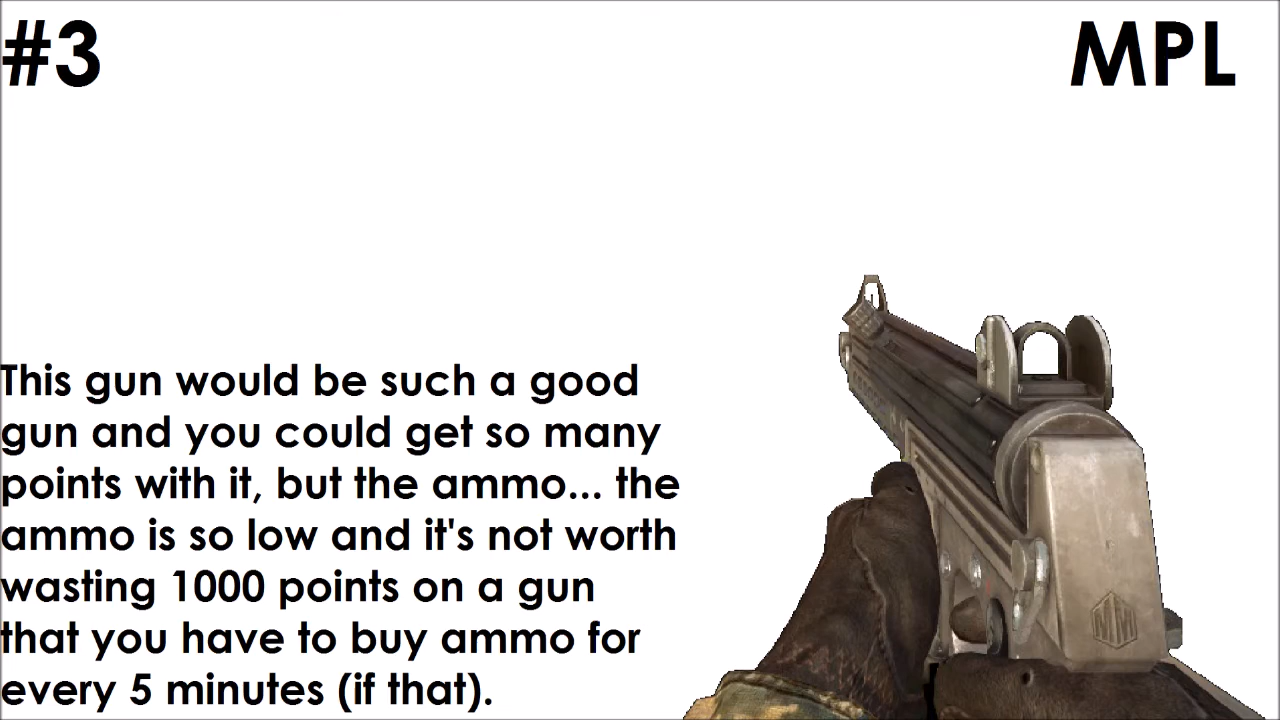 #3
MPL
This gun would be such a good
gun and you could get so many
points with it, but the ammo... the
ammo is so low and it's not worth
wasting 1000 points on a gun
that you have to buy ammo for
every 5 minutes (if that).